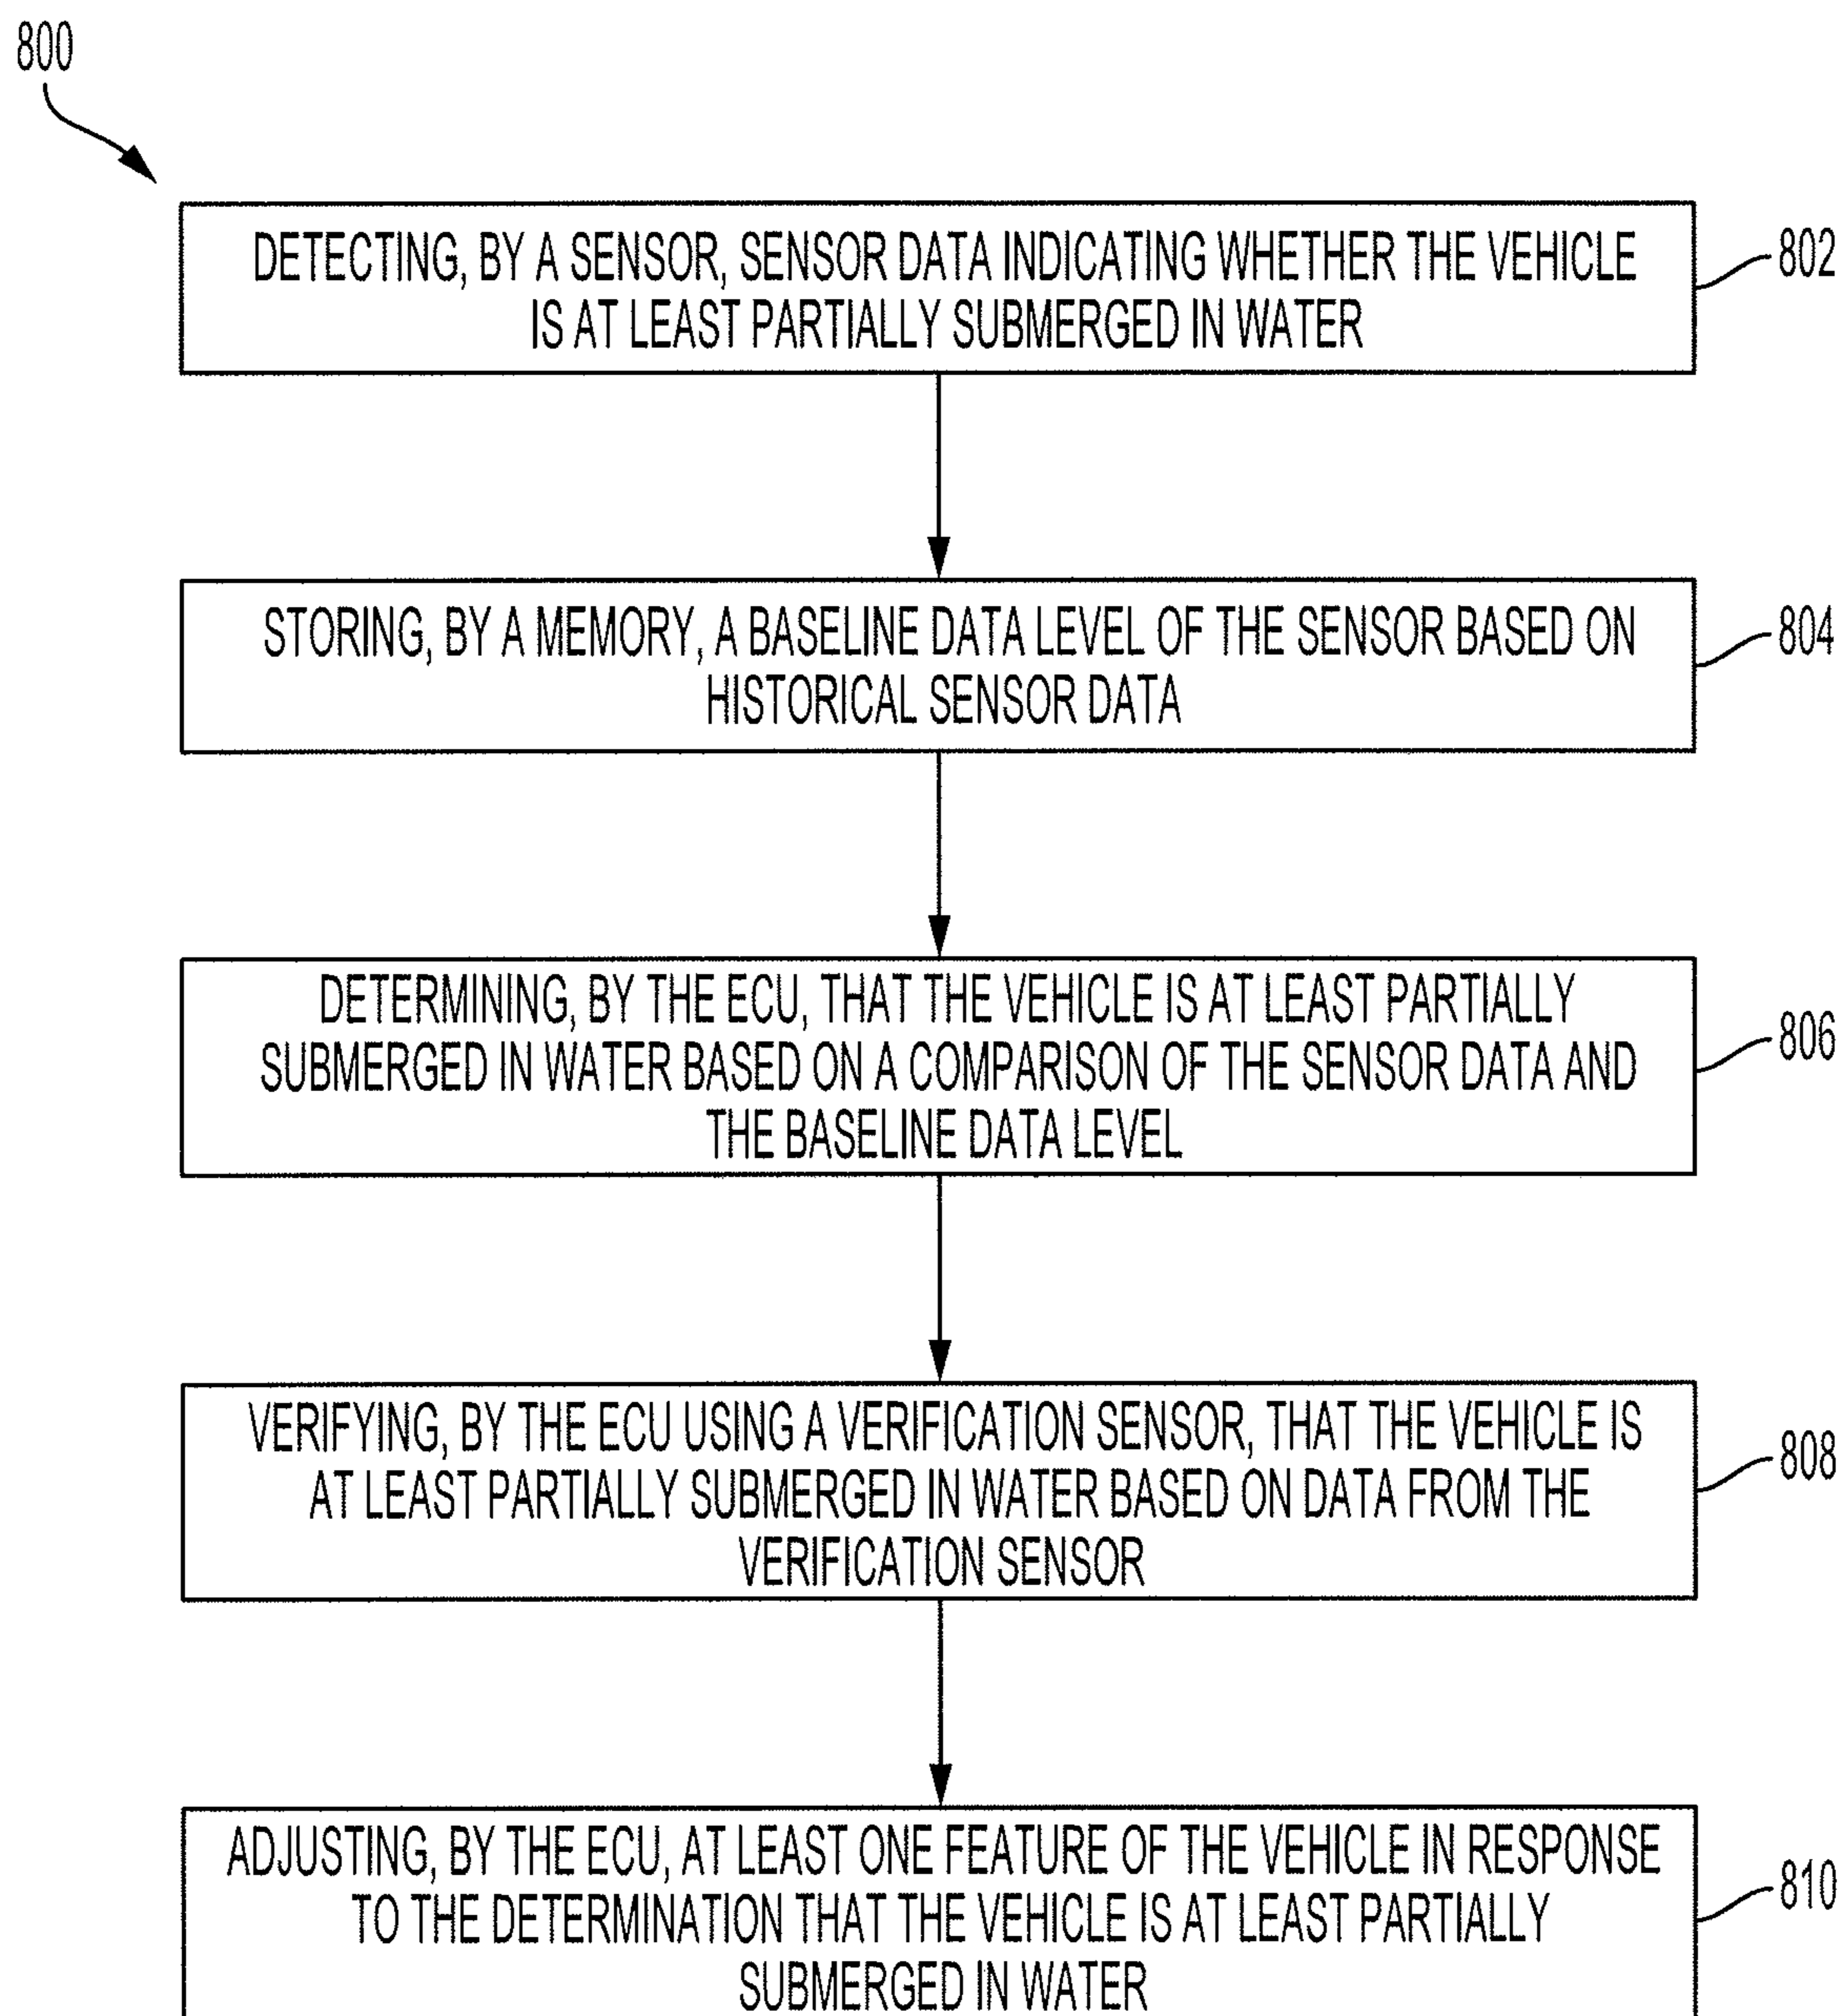 800
DETECTING, BY A SENSOR, SENSOR DATA INDICATING WHETHER THE VEHICLE
IS AT LEAST PARTIALLY SUBMERGED IN WATER
802
STORING, BY A MEMORY, A BASELINE DATA LEVEL OF THE SENSOR BASED ON
HISTORICAL SENSOR DATA
804
DETERMINING, BY THE ECU, THAT THE VEHICLE IS AT LEAST PARTIALLY
SUBMERGED IN WATER BASED ON A COMPARISON OF THE SENSOR DATA AND
THE BASELINE DATA LEVEL
806
VERIFYING, BY THE ECU USING A VERIFICATION SENSOR, THAT THE VEHICLE IS
AT LEAST PARTIALLY SUBMERGED IN WATER BASED ON DATA FROM THE
VERIFICATION SENSOR
808
ADJUSTING, BY THE ECU, AT LEAST ONE FEATURE OF THE VEHICLE IN RESPONSE
TO THE DETERMINATION THAT THE VEHICLE IS AT LEAST PARTIALLY
SUBMERGED IN WATER
810